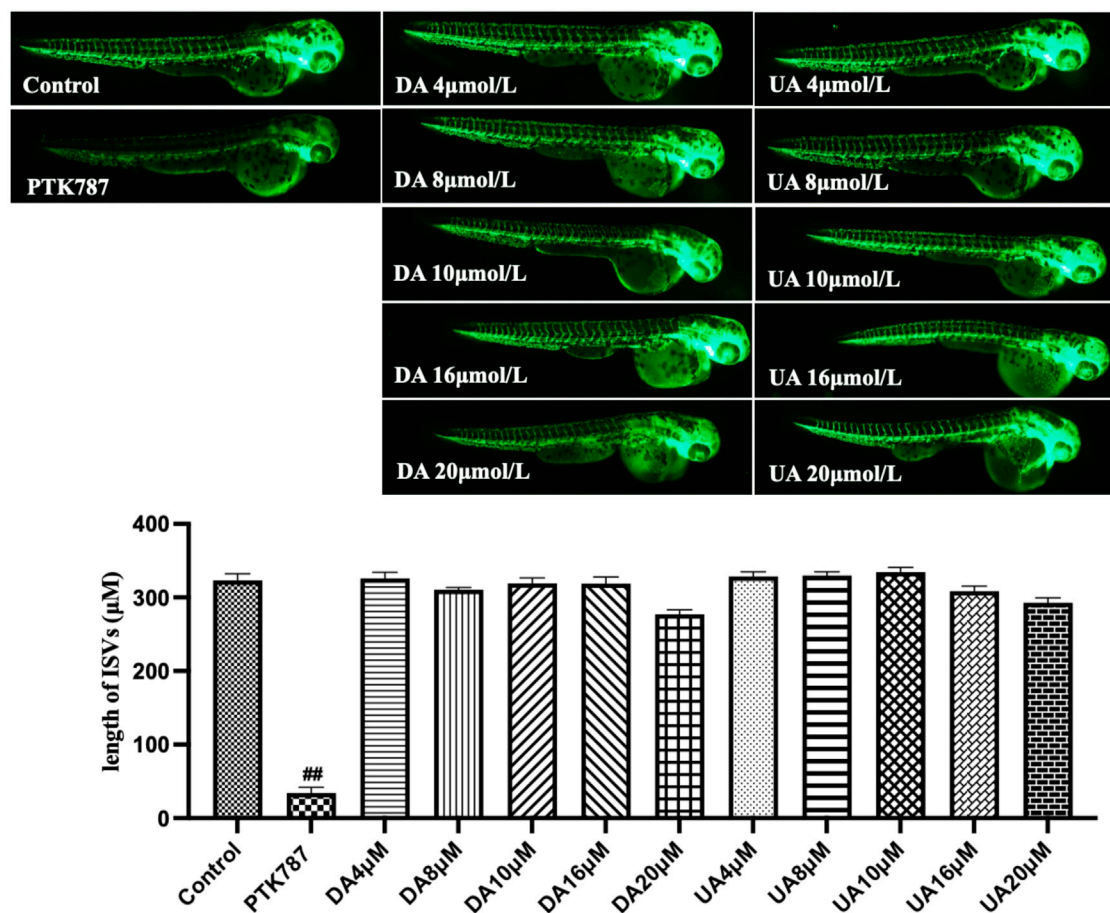 Control
DA 4μmol/L
UA 4μmol/L
PTK787
DA 8μmol/L
UA 8μmol/L
DA 10μmol/L
UA 10μmol/L
DA 16μmol/L
UA 16μmol/L
DA 20μmol/L
UA 20μmol/L
length of ISVs (μM)
400
300
200
100
0
##
Control
PTK787
DA4μM
DA8μM
DA10μM
DA16μM
DA20μM
UA4μM
UA8μM
UA10μM
UA16μM
UA20μM